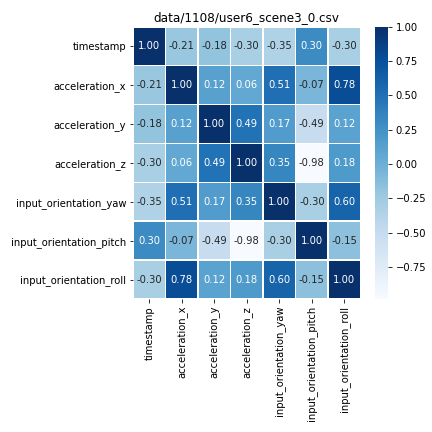 data/1108/user6_scene3_0.csv
timestamp 1.00 -0.21 -0.18 -0.30 -0.35 0.30 -0.30
acceleration_x -0.21 1.00 0.12 0.06 0.51 -0.07 0.78
acceleration_y -0.18 0.12 1.00 0.49 0.17 -0.49 0.12
acceleration_z -0.30 0.06 0.49 1.00 0.35 -0.98 0.18
input_orientation_yaw -0.35 0.51 0.17 0.35 1.00 -0.30 0.60
input_orientation_pitch 0.30 -0.07 -0.49 -0.98 -0.30 1.00 -0.15
input_orientation_roll -0.30 0.78 0.12 0.18 0.60 -0.15 1.00
timestamp
acceleration_x
acceleration_y
acceleration_z
input_orientation_yaw
input_orientation_pitch
input_orientation_roll
1.00
0.75
0.50
0.25
0.00
−0.25
−0.50
−0.75